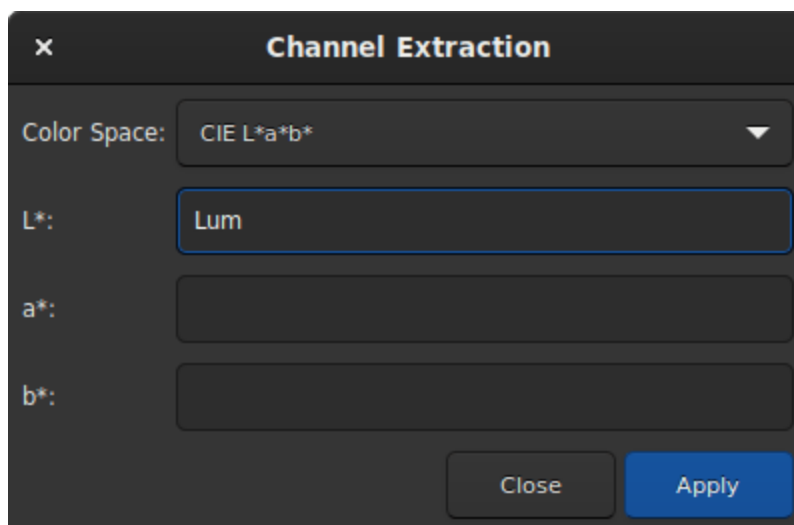 Channel Extraction
Color Space: CIE L*a*b*
L*: Lum
a*:
b*:
Close Apply